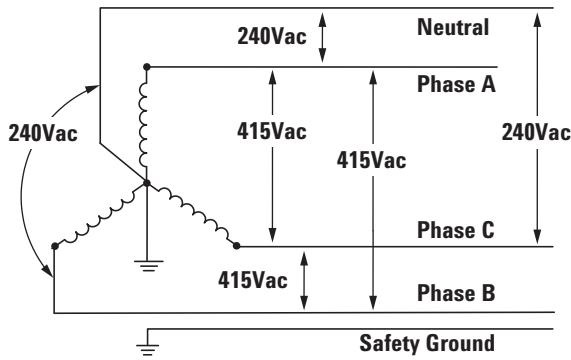 Neutral
240Vac
Phase A
240Vac
415Vac
415Vac
240Vac
Phase C
415Vac
Phase B
Safety Ground